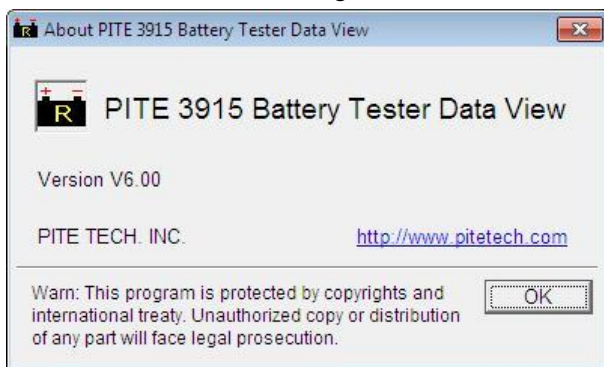 About PITE 3915 Battery Tester Data View
+ -
R
PITE 3915 Battery Tester Data View
Version V6.00
PITE TECH. INC.
http://www.pitetech.com
Warn: This program is protected by copyrights and
international treaty. Unauthorized copy or distribution
of any part will face legal prosecution.
OK